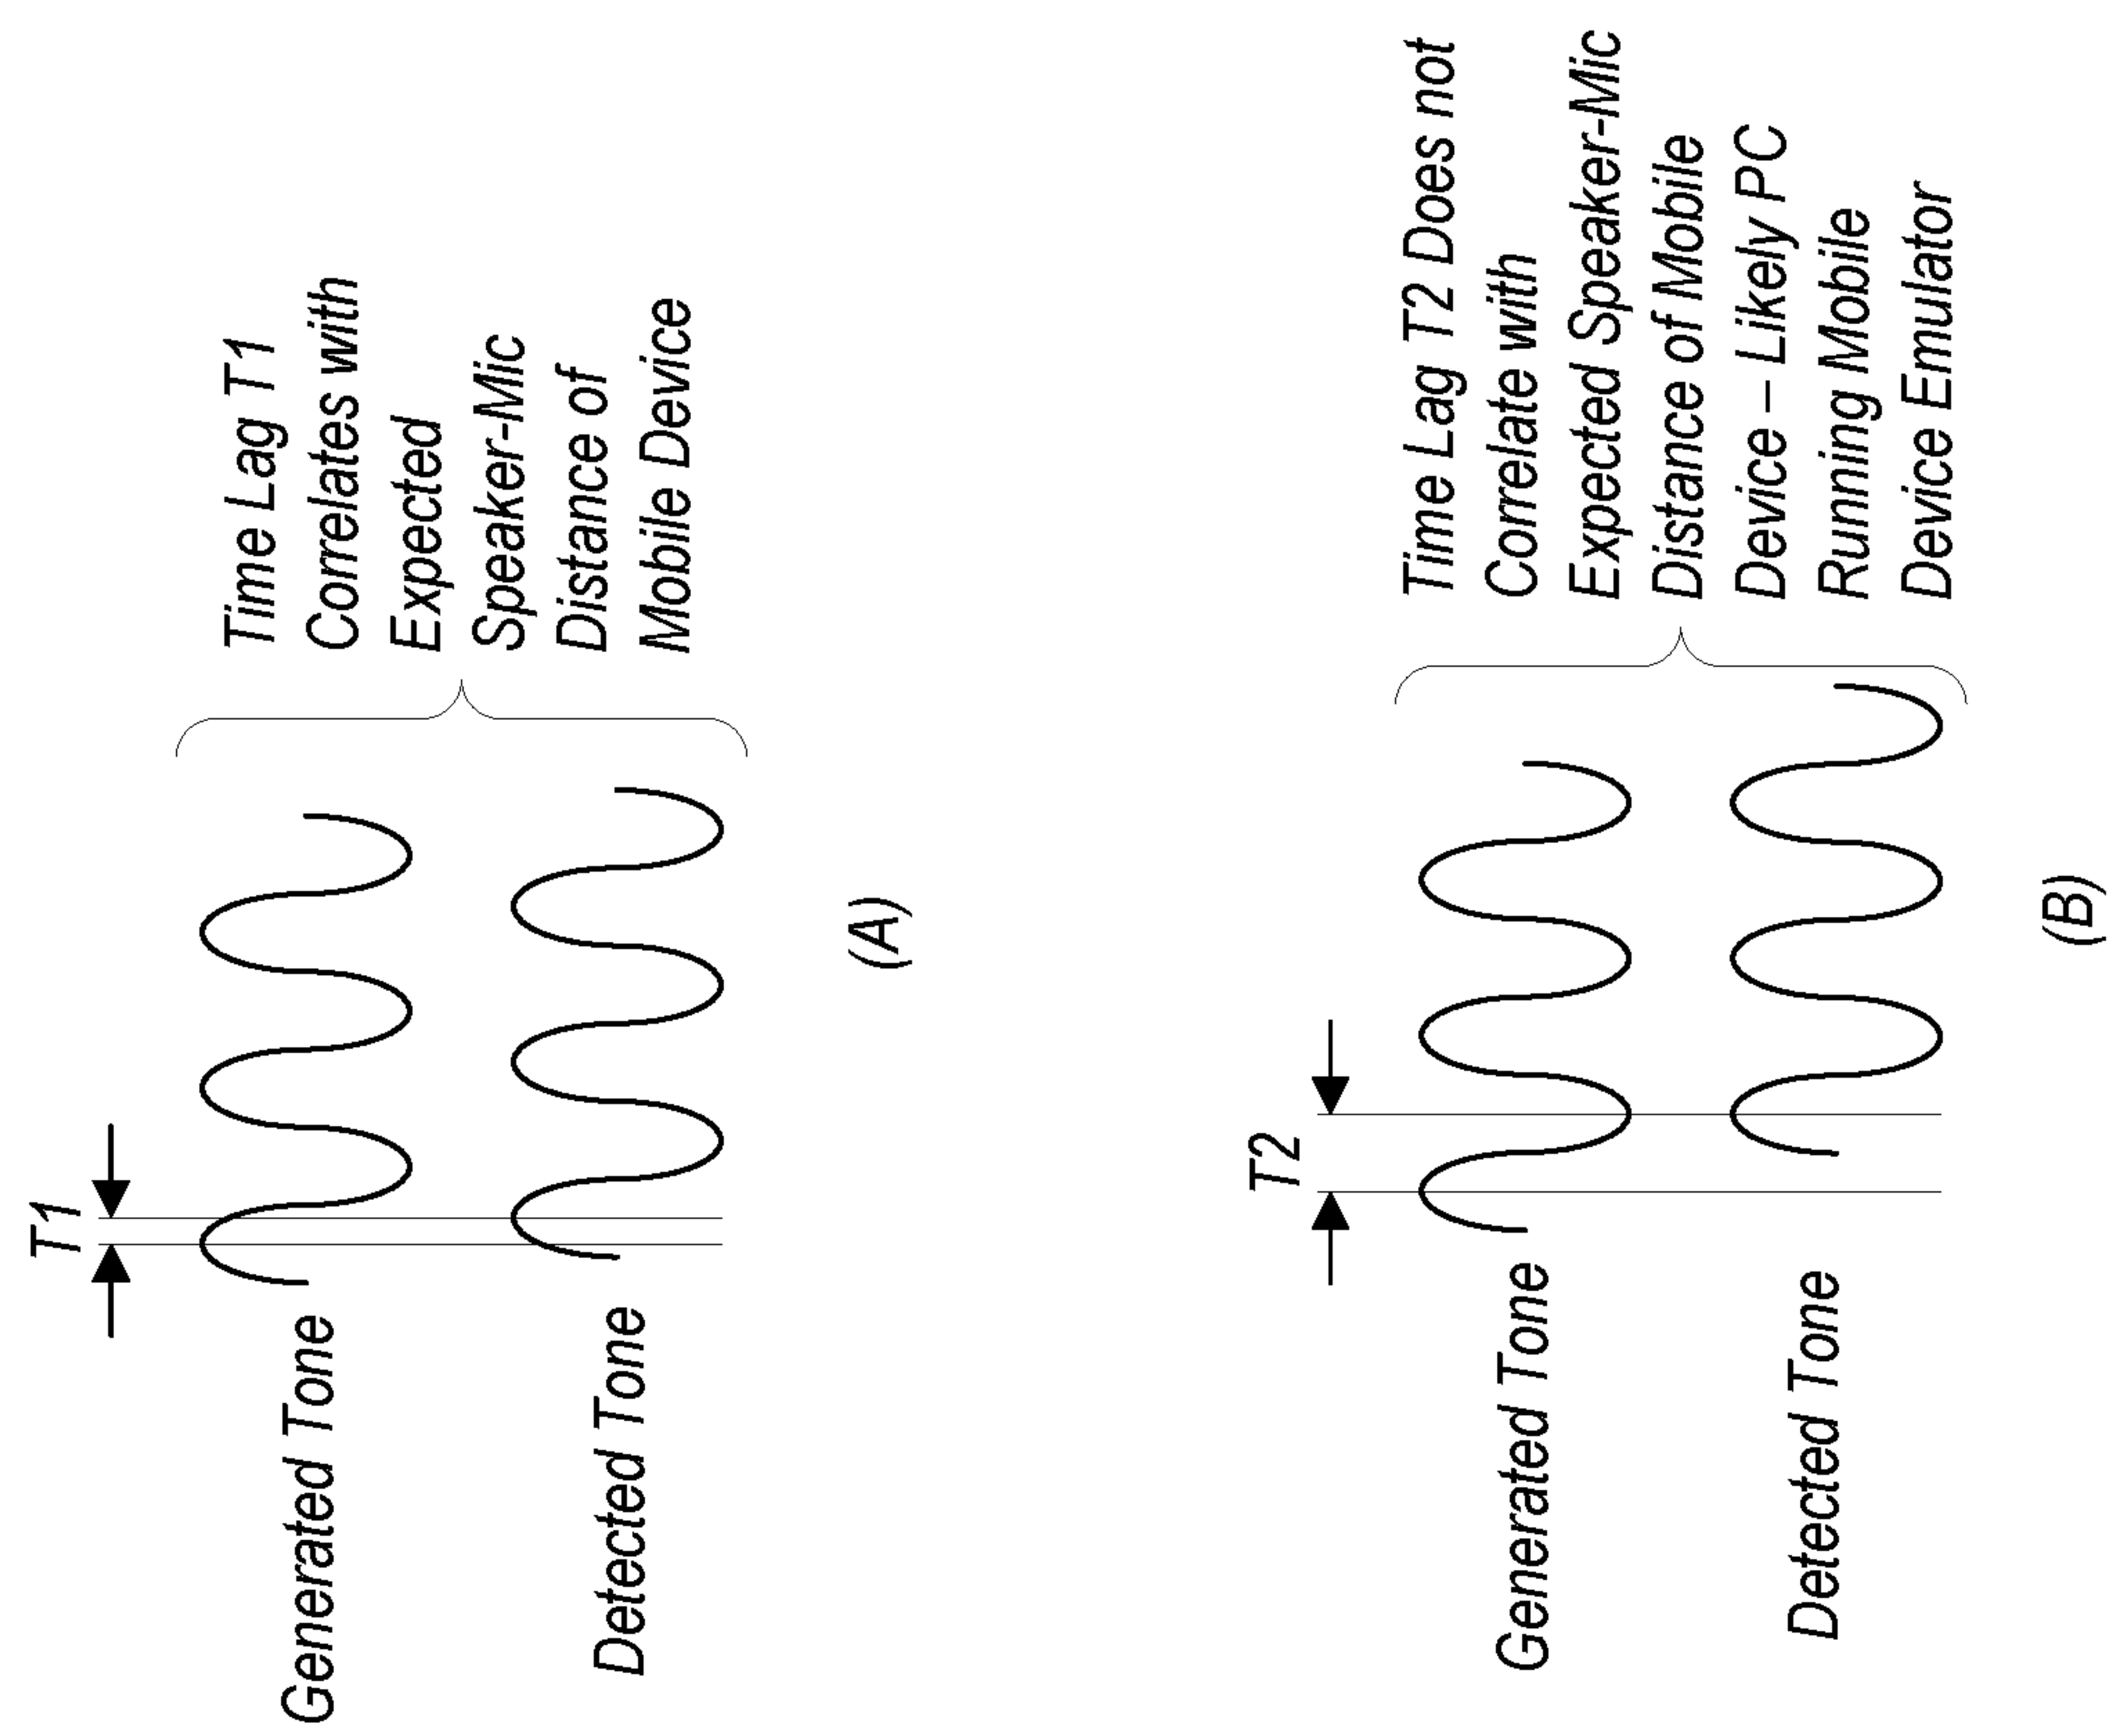 T1
Generated Tone
Detected Tone
Time Lag T1
Correlates with
Expected
Speaker-Mic
Distance of
Mobile Device
(A)
T2
Generated Tone
Detected Tone
Time Lag T2 Does not
Correlate with
Expected Speaker-Mic
Distance of Mobile
Device – Likely PC
Running Mobile
Device Emulator
(B)